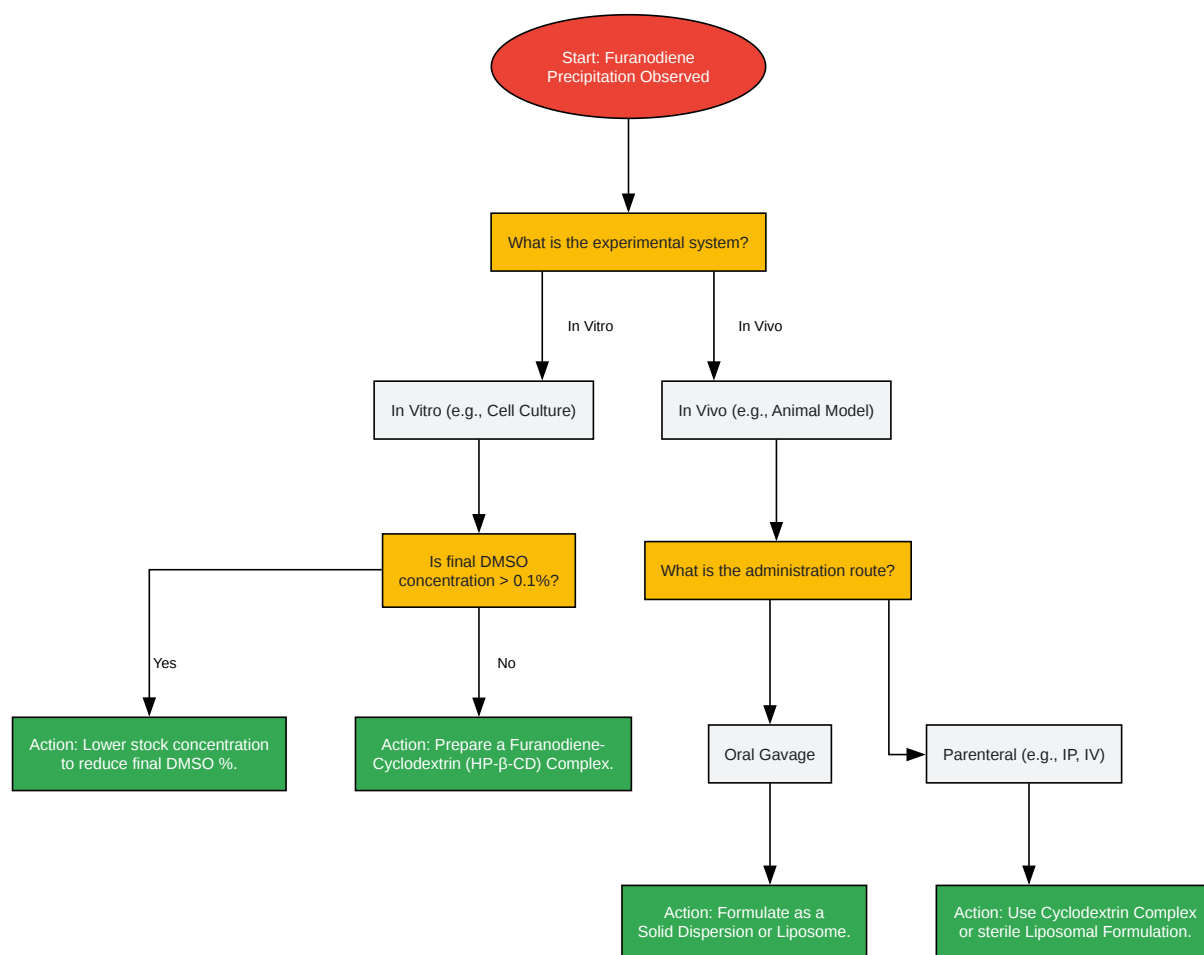 Start: Furanodiene
Precipitation Observed
What is the experimental system?
In Vitro
In Vivo
In Vitro (e.g., Cell Culture)
In Vivo (e.g., Animal Model)
Is final DMSO
concentration > 0.1%?
What is the administration route?
Yes
No
Action: Lower stock concentration
to reduce final DMSO %.
Action: Prepare a Furanodiene-
Cyclodextrin (HP-β-CD) Complex.
Oral Gavage
Parenteral (e.g., IP, IV)
Action: Formulate as a
Solid Dispersion or Liposome.
Action: Use Cyclodextrin Complex
or sterile Liposomal Formulation.